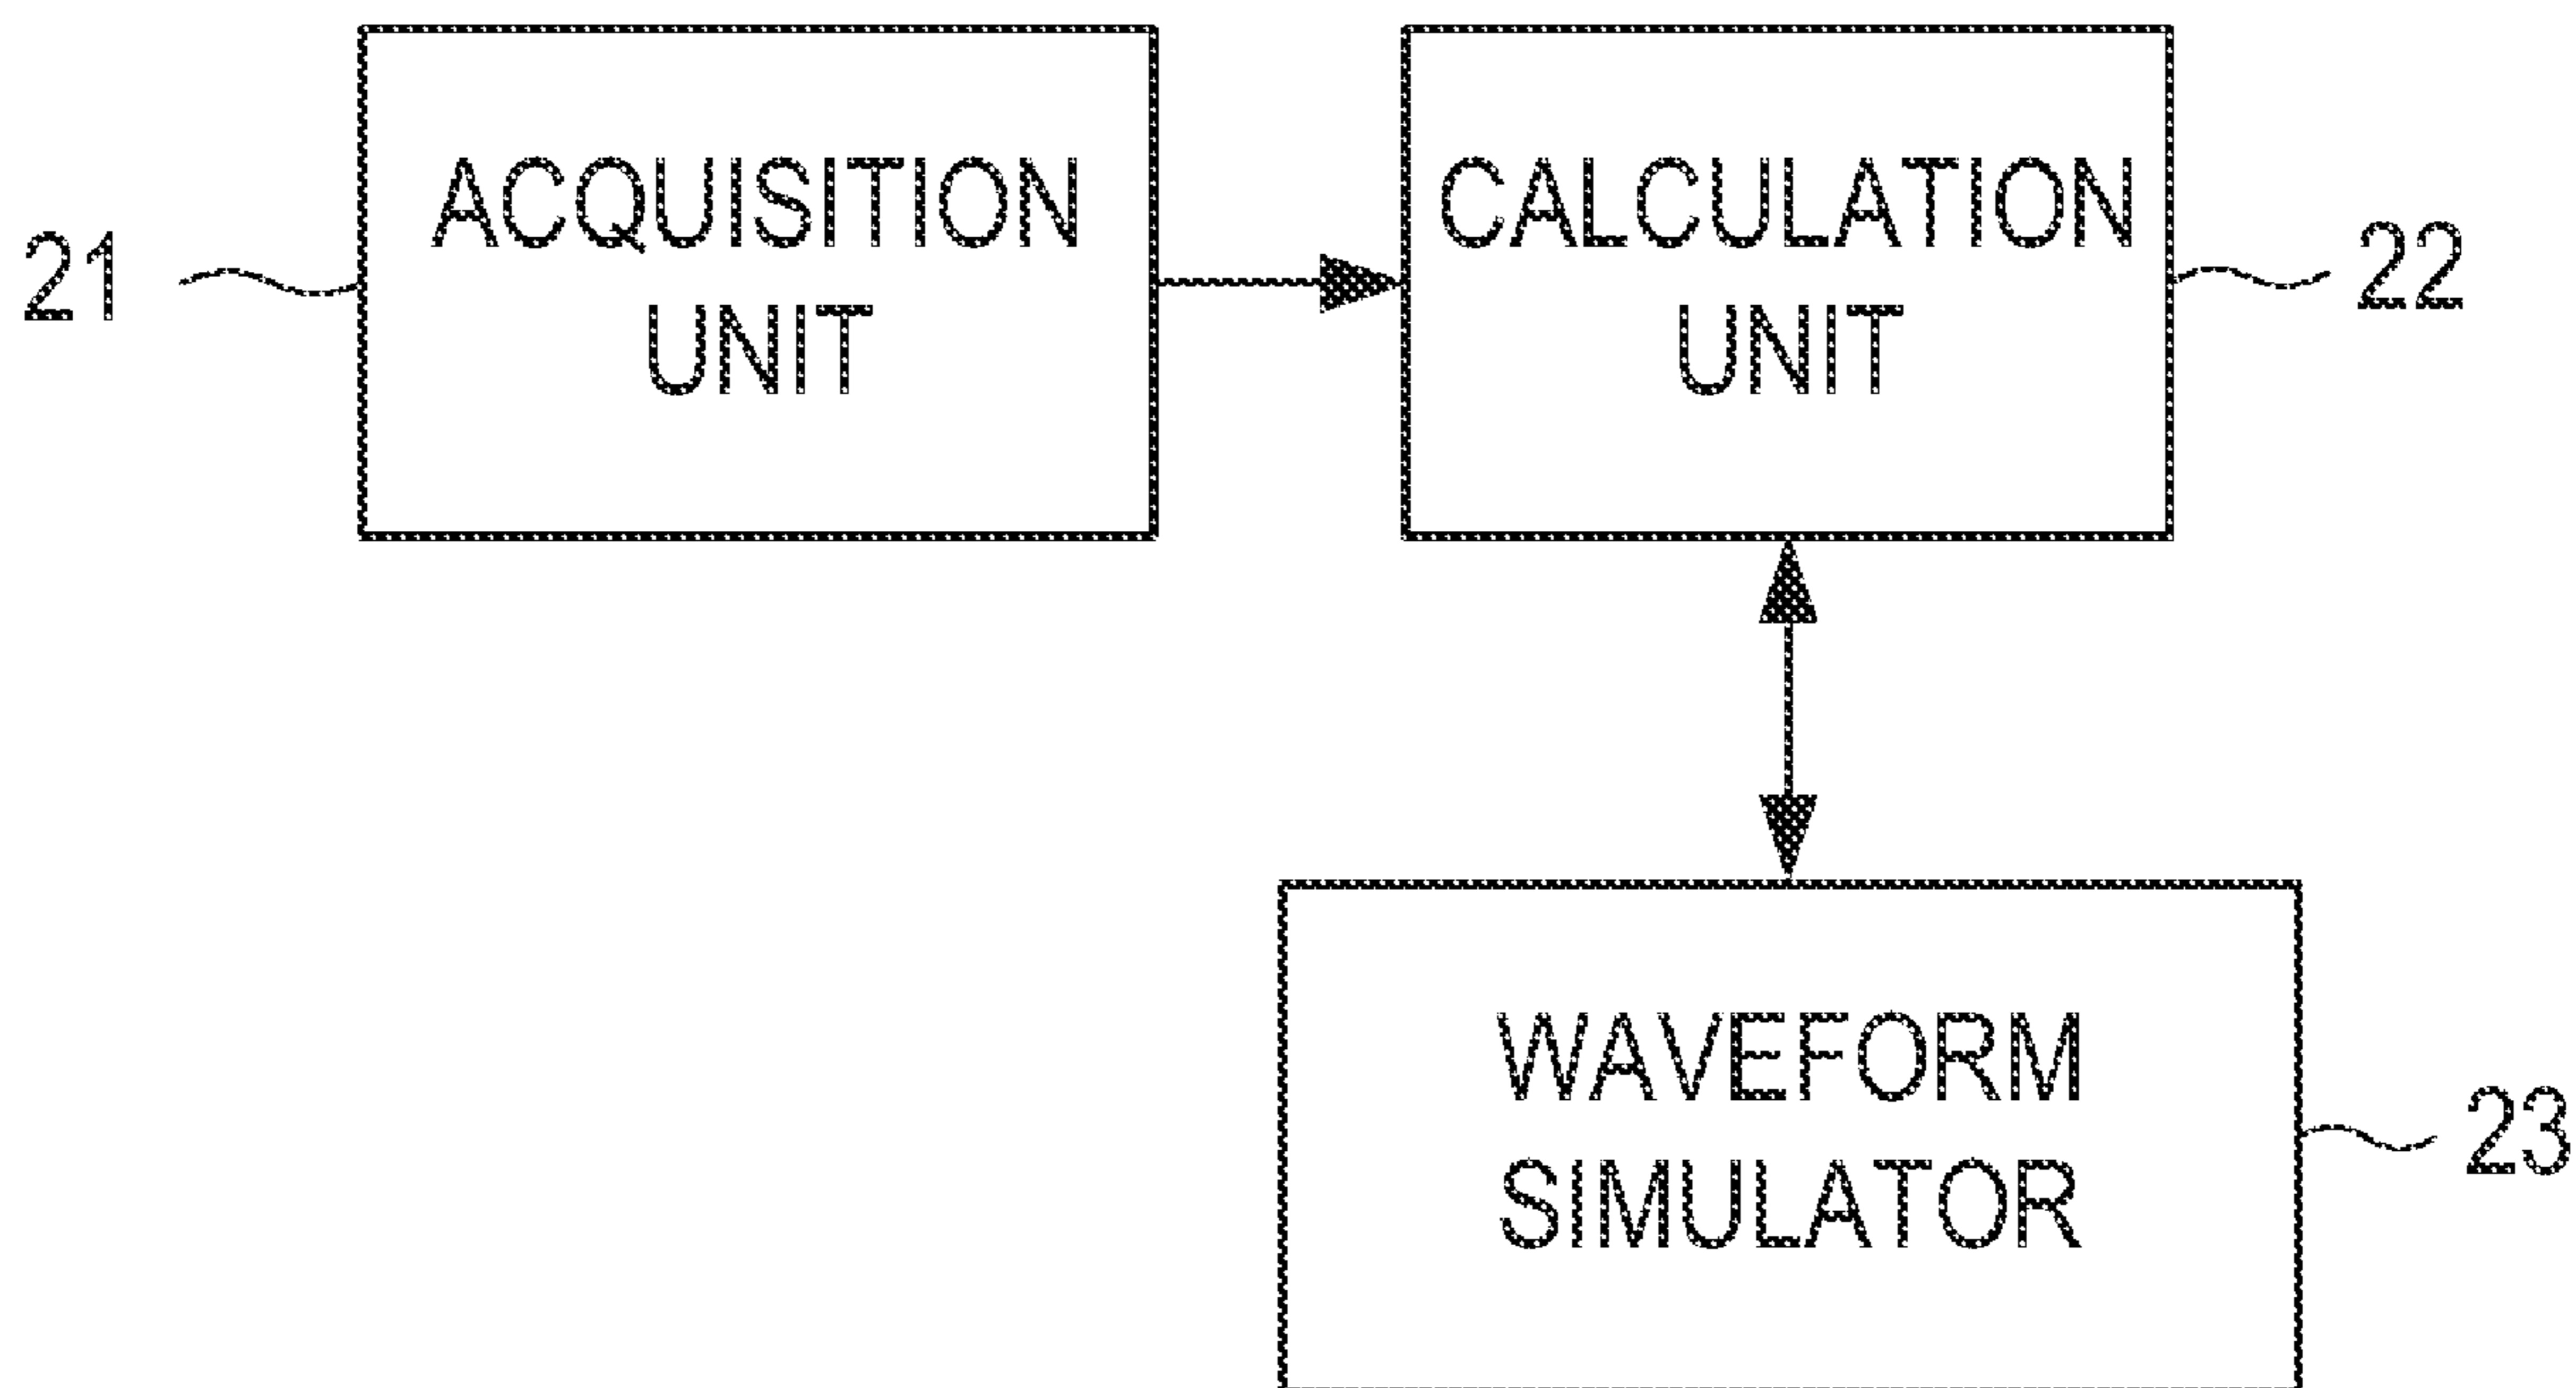 21
ACQUISITION
UNIT
CALCULATION
UNIT
22
WAVEFORM
SIMULATOR
23